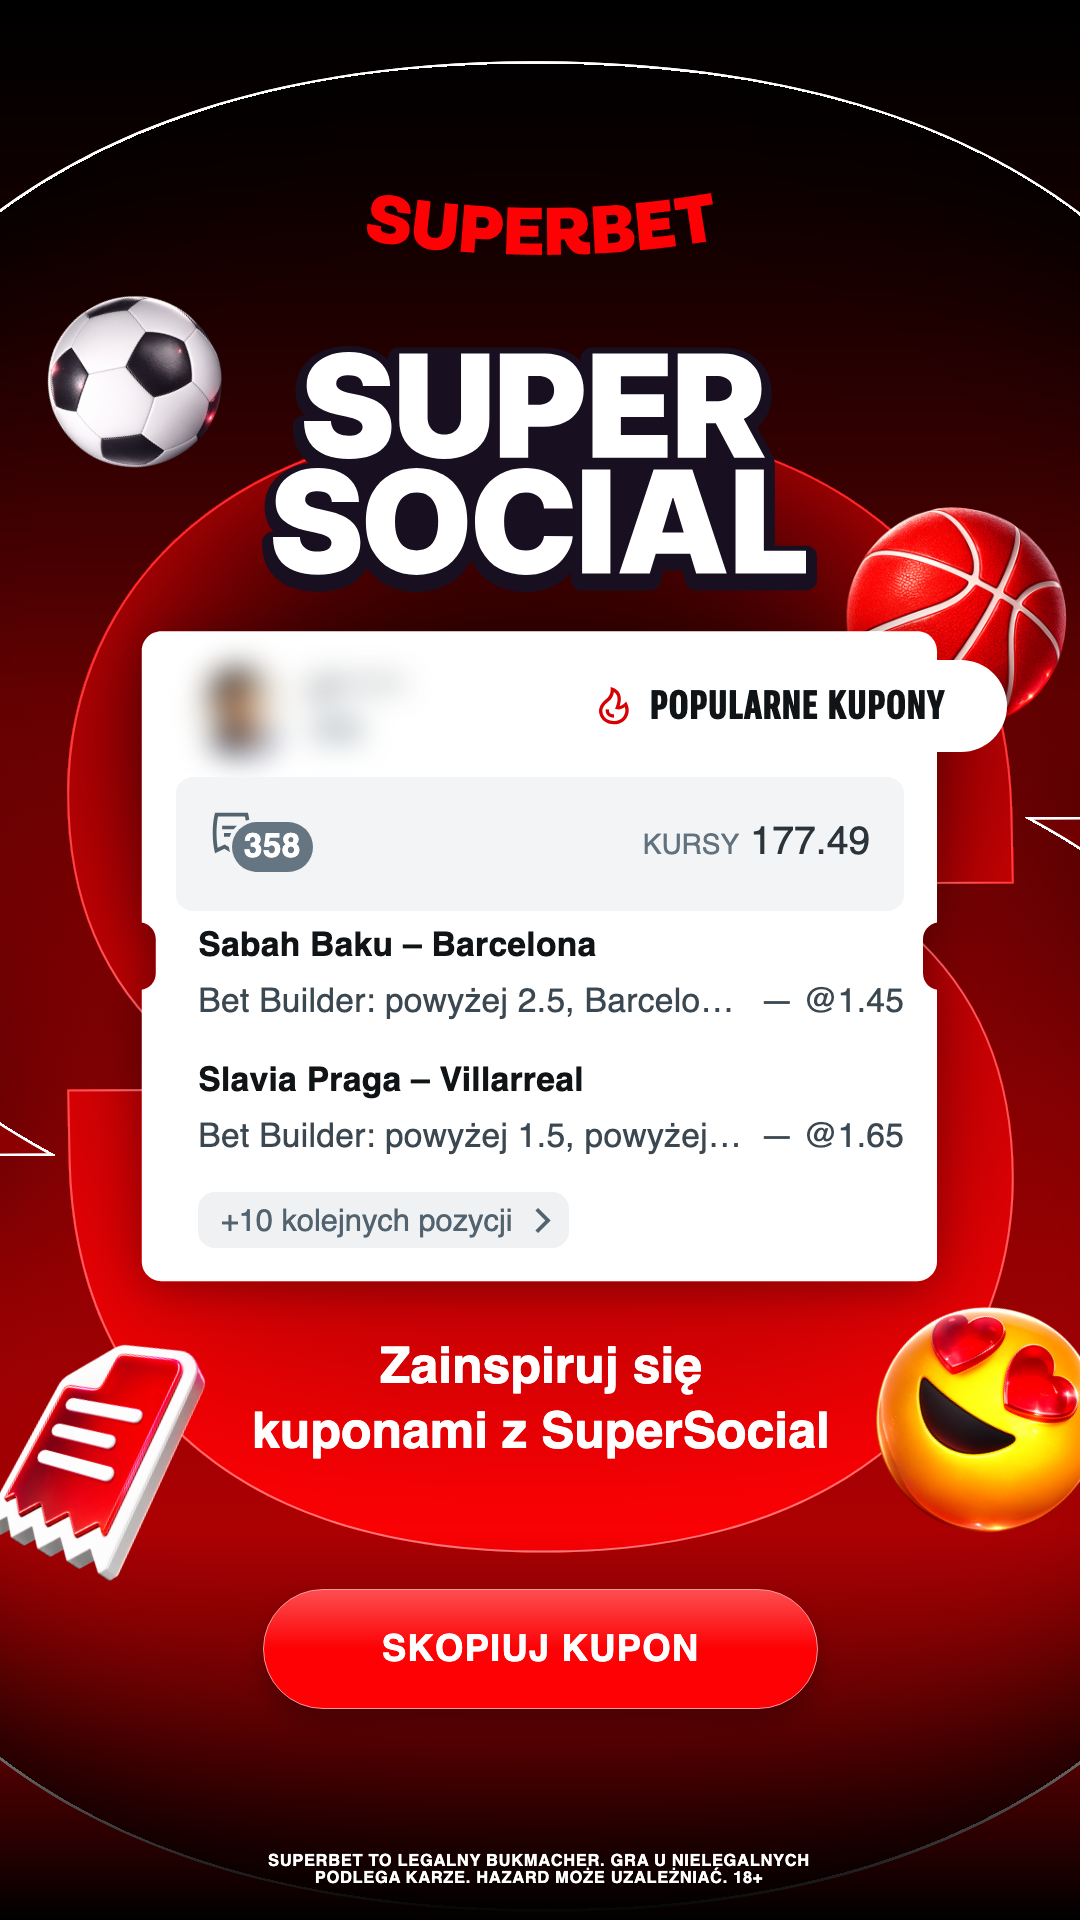 SUPERBET
SUPER
SOCIAL
POPULARNE KUPONY
358
KURSY 177.49
Sabah Baku – Barcelona
Bet Builder: powyżej 2.5, Barcelo... — @1.45
Slavia Praga – Villarreal
Bet Builder: powyżej 1.5, powyżej... — @1.65
+10 kolejnych pozycji
Zainspiruj się
kuponami z SuperSocial
SKOPIUJ KUPON
SUPERBET TO LEGALNY BUKMACHER. GRA U NIELEGALNYCH
PODLEGA KARZE. HAZARD MOŻE UZALEŻNIAĆ. 18+